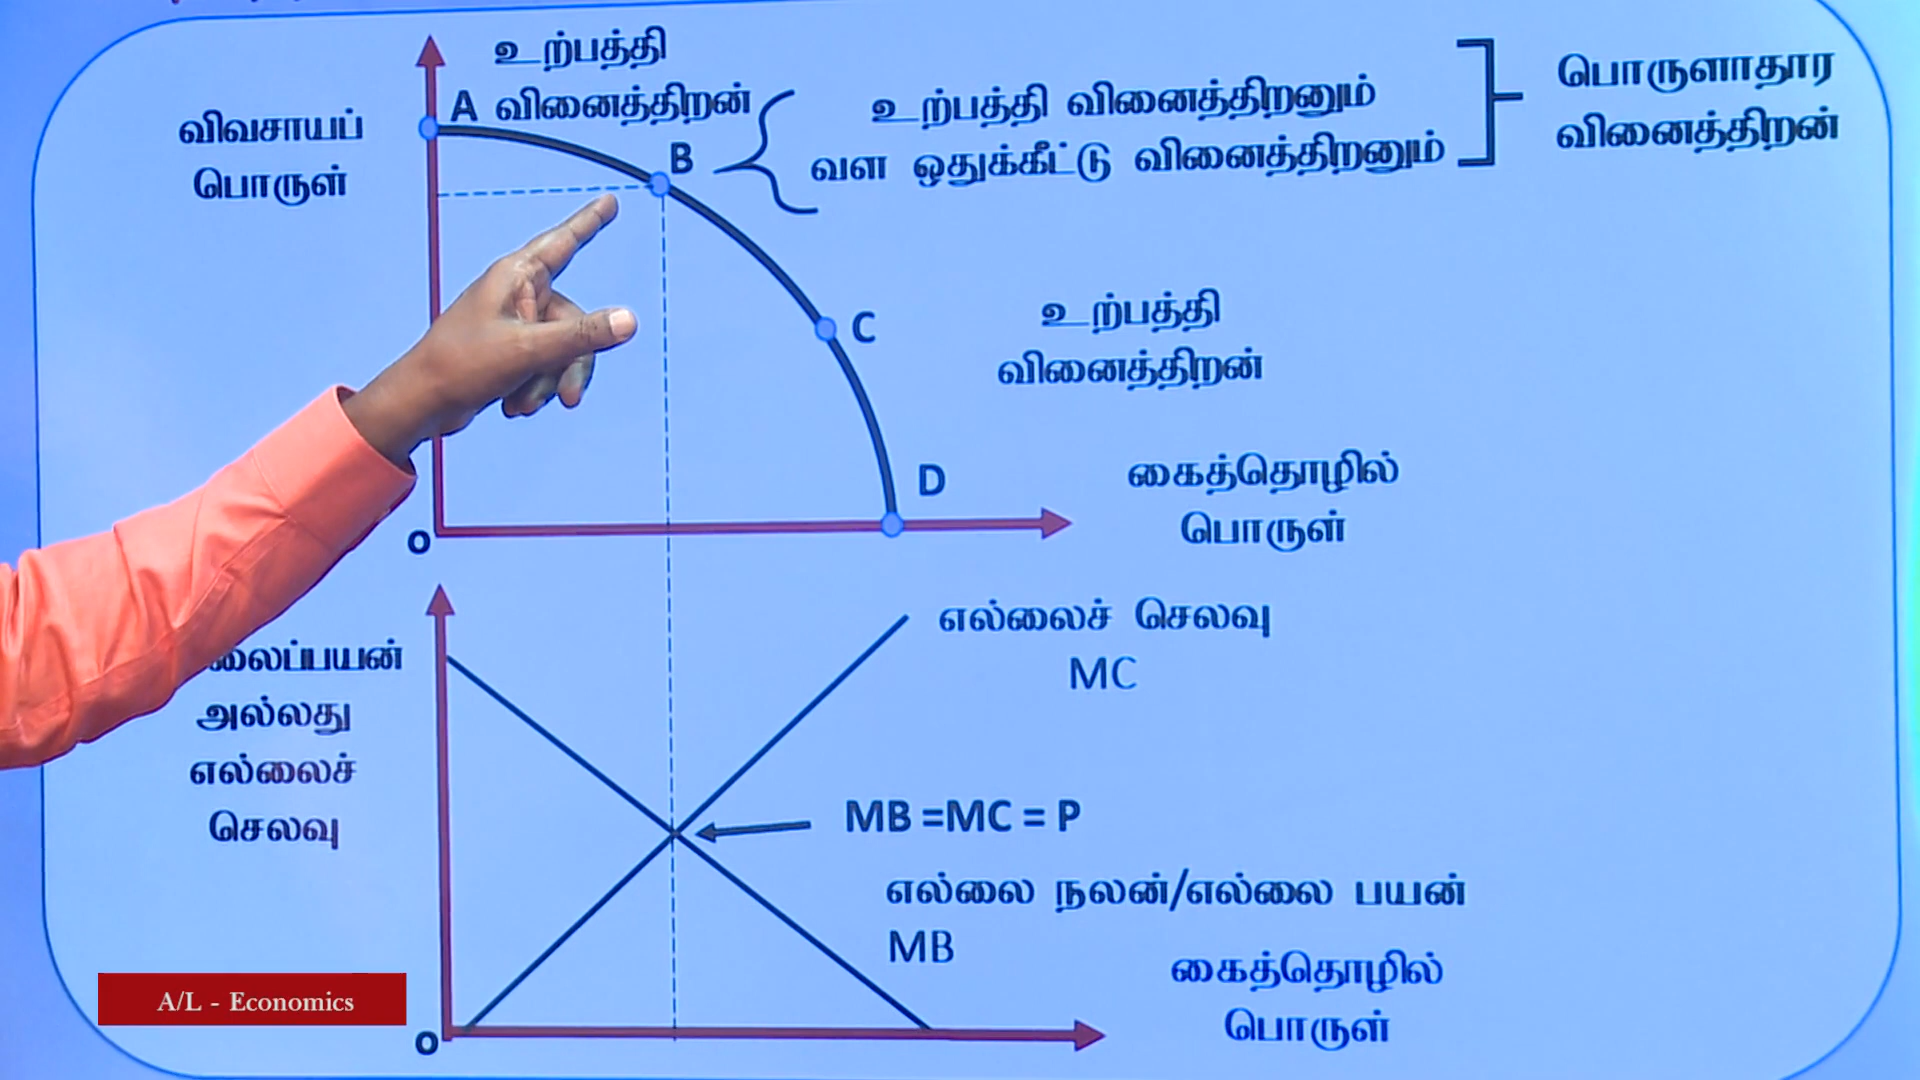 உற்பத்தி
A வினைத்திறன்
விவசாயப்
பொருள்
B
உற்பத்தி வினைத்திறனும்
வள ஒதுக்கீட்டு வினைத்திறனும்
பொருளாதார
வினைத்திறன்
C
உற்பத்தி
வினைத்திறன்
D
கைத்தொழில்
பொருள்
O
எல்லைச் செலவு
MC
அல்லது
எல்லைச்
செலவு
MB =MC = P
எல்லை நலன்/எல்லை பயன்
MB
கைத்தொழில்
பொருள்
O
A/L - Economics